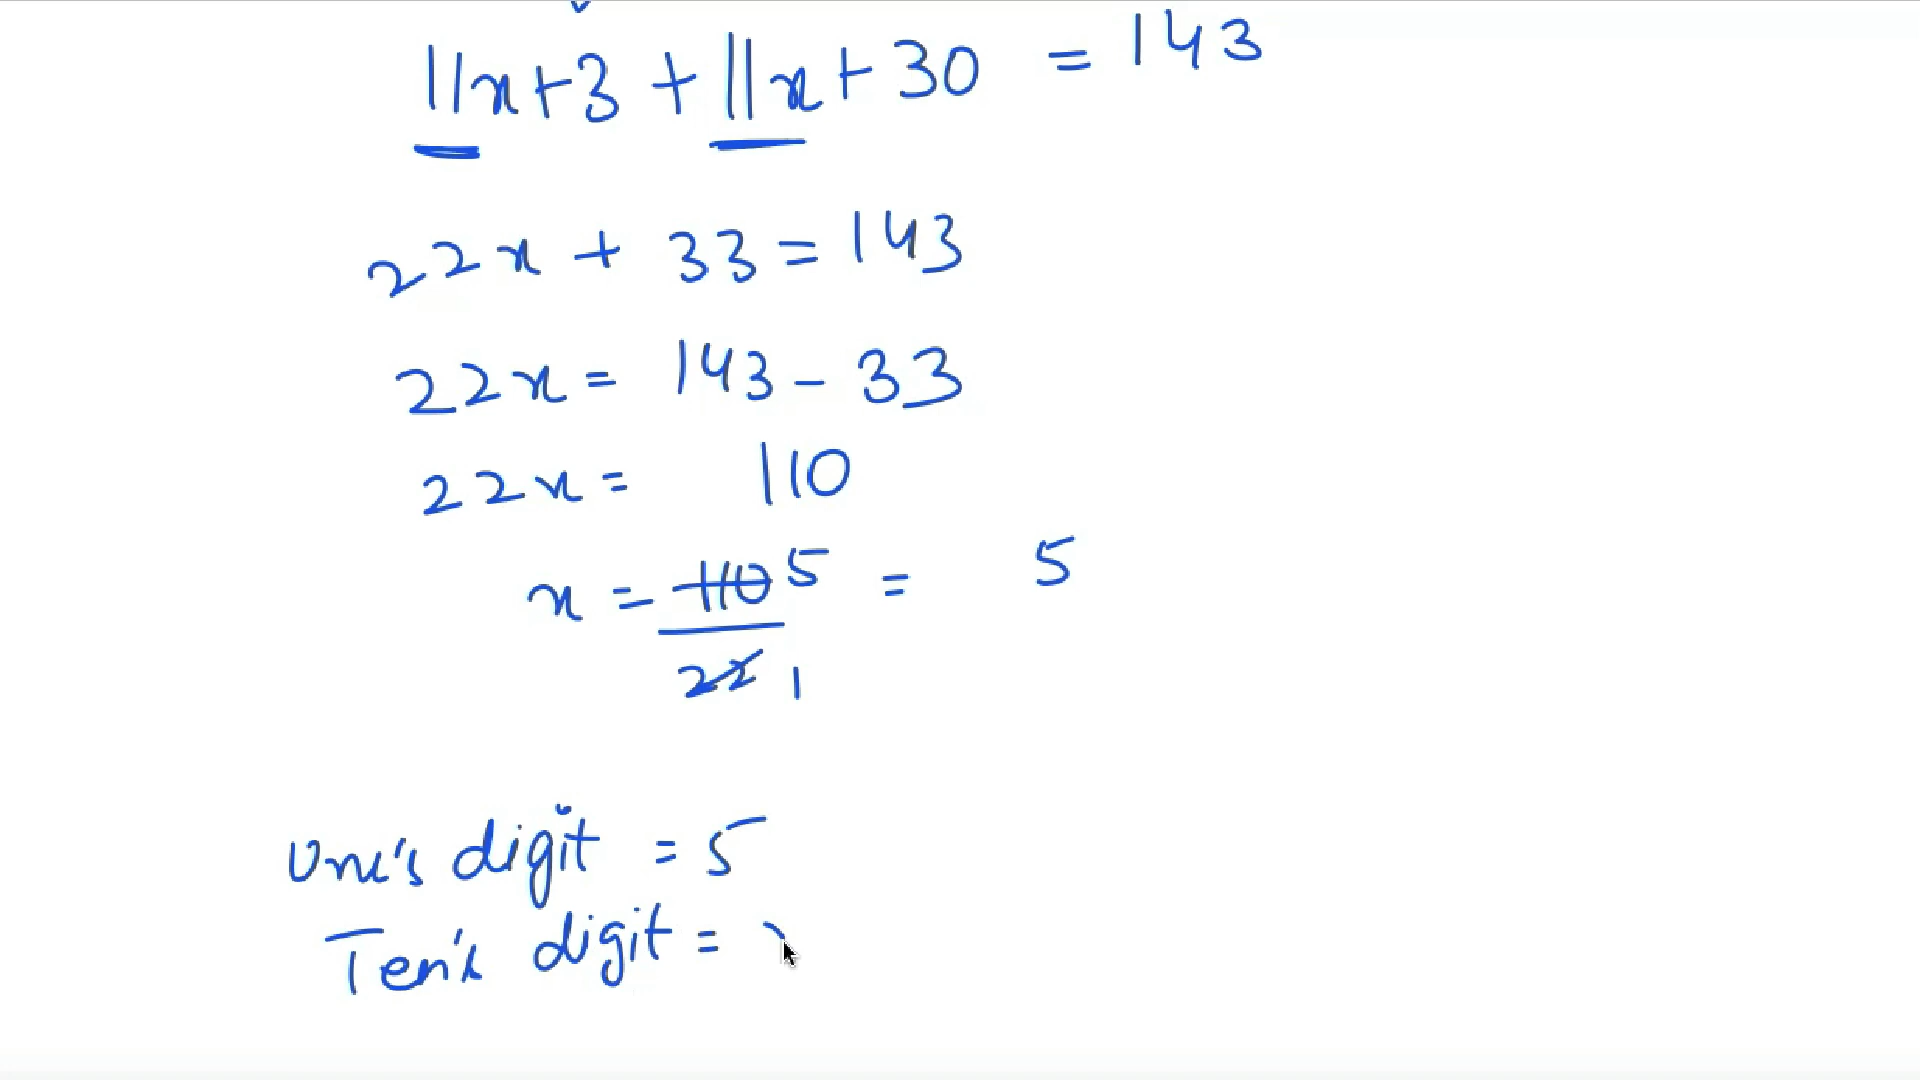 11x+3 + 11x + 30 = 143
22x + 33 = 143
22x = 143 - 33
22x = 110
x = 110 5 = 5
22 1
One's digit = 5
Ten's digit =